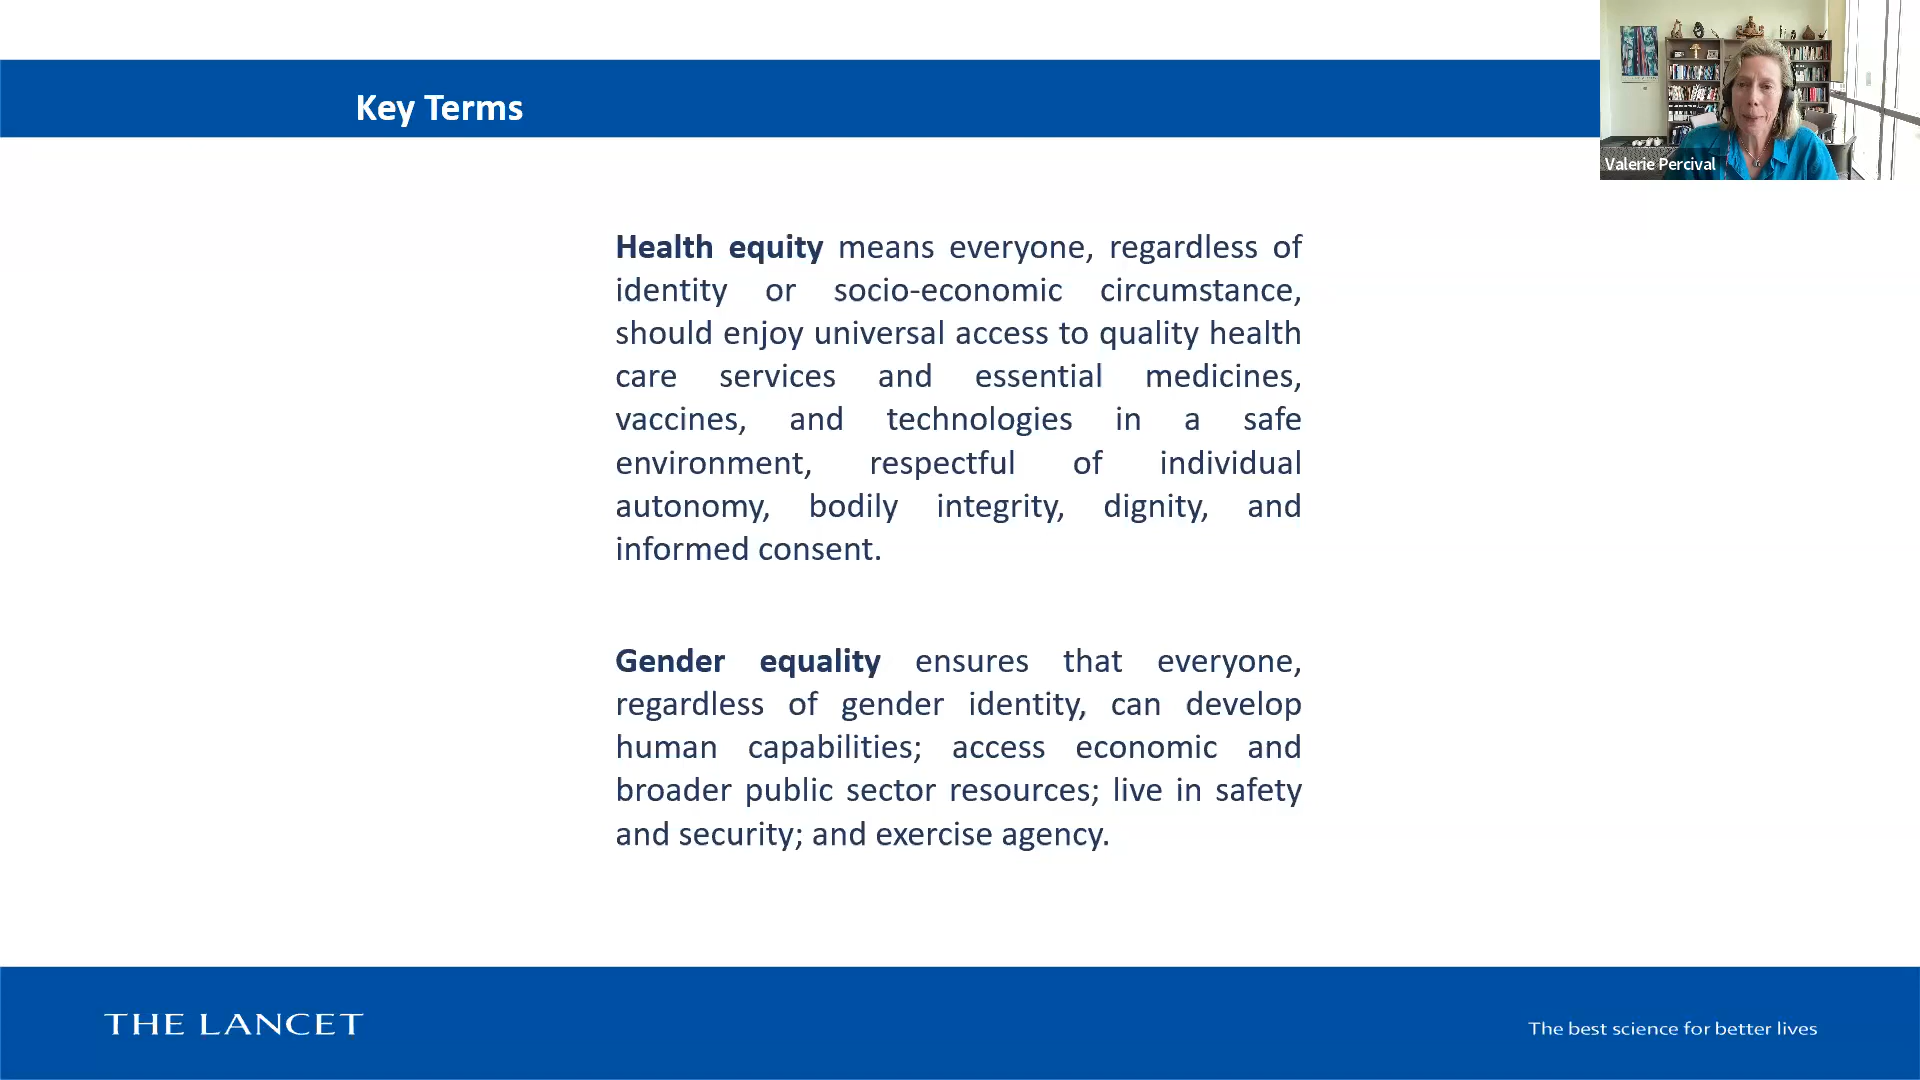 Key Terms
Valerie Percival
Health equity means everyone, regardless of
identity or socio-economic circumstance,
should enjoy universal access to quality health
care services and essential medicines,
vaccines, and technologies in a safe
environment, respectful of individual
autonomy, bodily integrity, dignity, and
informed consent.
Gender equality ensures that everyone,
regardless of gender identity, can develop
human capabilities; access economic and
broader public sector resources; live in safety
and security; and exercise agency.
THE LANCET
The best science for better lives